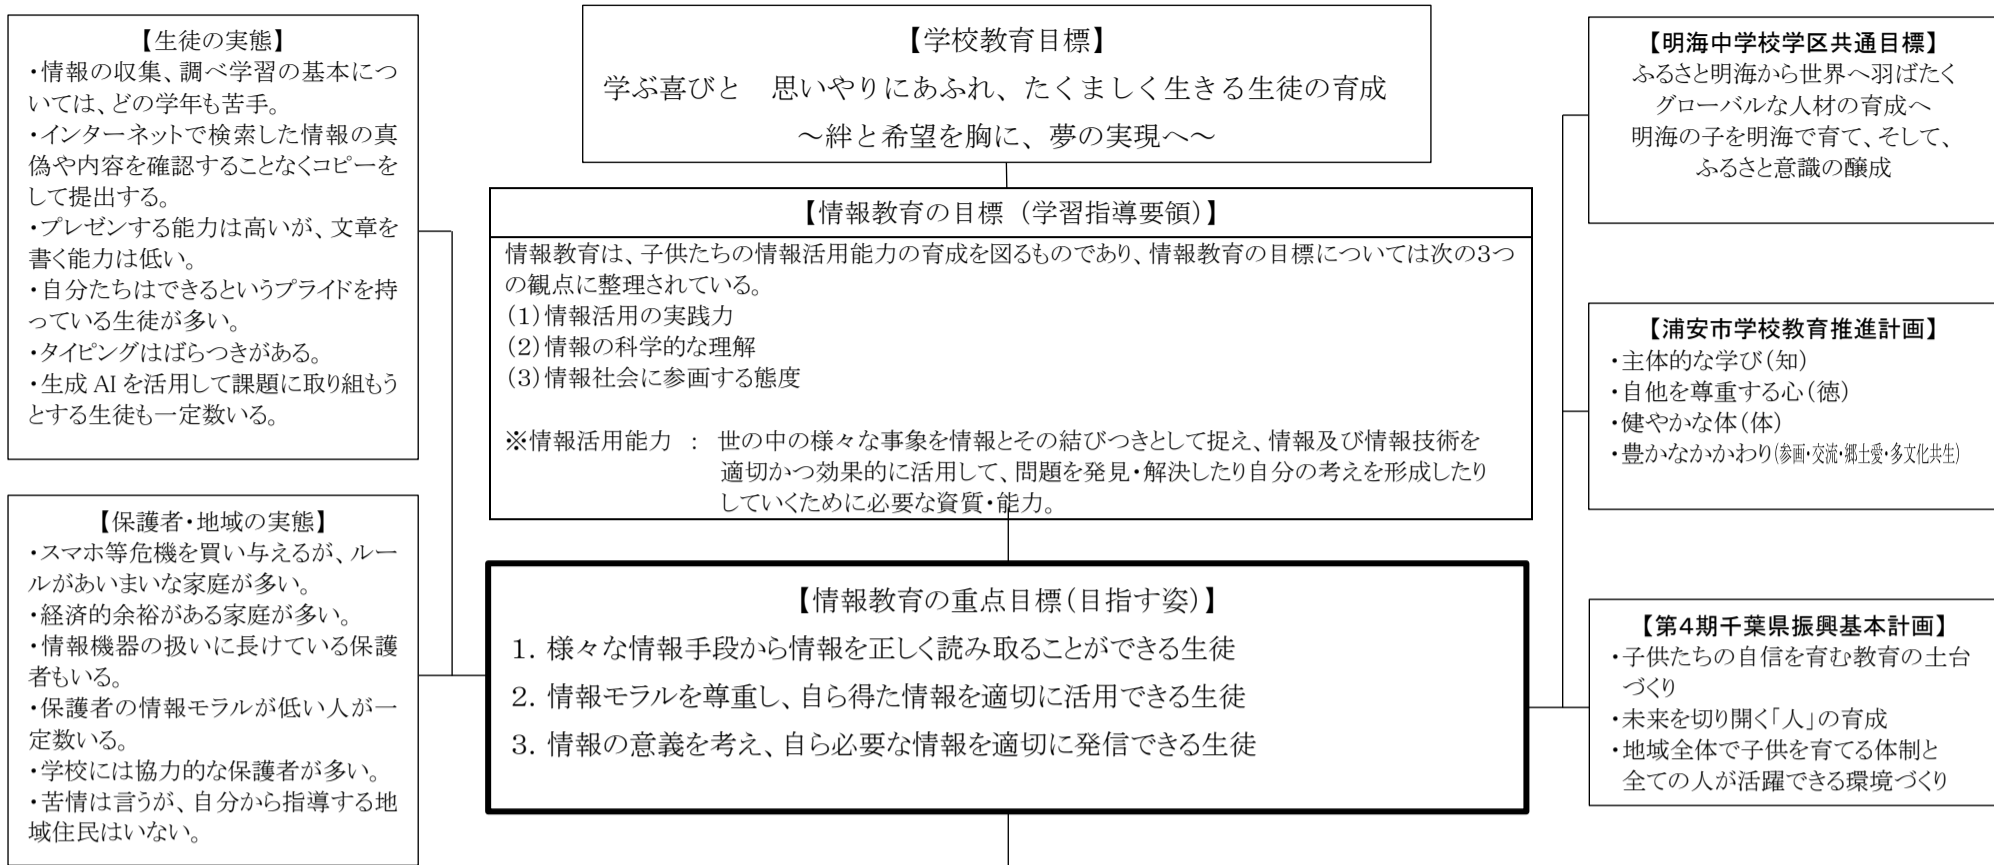 【生徒の実態】
・情報の収集、調べ学習の基本につ
いては、どの学年も苦手。
・インターネットで検索した情報の真
偽や内容を確認することなくコピーを
して提出する。
・プレゼンする能力は高いが、文章を
書く能力は低い。
・自分たちはできるというプライドを持
っている生徒が多い。
・タイピングはばらつきがある。
・生成 AI を活用して課題に取り組もう
とする生徒も一定数いる。
【保護者・地域の実態】
・スマホ等危機を買い与えるが、ルー
ルがあいまいな家庭が多い。
・経済的余裕がある家庭が多い。
・情報機器の扱いに長けている保護
者もいる。
・保護者の情報モラルが低い人が一
定数いる。
・学校には協力的な保護者が多い。
・苦情は言うが、自分から指導する地
域住民はいない。
【学校教育目標】
学ぶ喜びと　思いやりにあふれ、たくましく生きる生徒の育成
～絆と希望を胸に、夢の実現へ～
【情報教育の目標（学習指導要領）】
情報教育は、子供たちの情報活用能力の育成を図るものであり、情報教育の目標については次の3つ
の観点に整理されている。
(1)情報活用の実践力
(2)情報の科学的な理解
(3)情報社会に参画する態度
※情報活用能力　：　世の中の様々な事象を情報とその結びつきとして捉え、情報及び情報技術を
適切かつ効果的に活用して、問題を発見・解決したり自分の考えを形成したり
していくために必要な資質・能力。
【情報教育の重点目標(目指す姿)】
1. 様々な情報手段から情報を正しく読み取ることができる生徒
2. 情報モラルを尊重し、自ら得た情報を適切に活用できる生徒
3. 情報の意義を考え、自ら必要な情報を適切に発信できる生徒
【明海中学校学区共通目標】
ふるさと明海から世界へ羽ばたく
グローバルな人材の育成へ
明海の子を明海で育て、そして、
ふるさと意識の醸成
【浦安市学校教育推進計画】
・主体的な学び(知)
・自他を尊重する心(徳)
・健やかな体(体)
・豊かなかかわり(参画・交流・郷土愛・多文化共生)
【第4期千葉県振興基本計画】
・子供たちの自信を育む教育の土台
づくり
・未来を切り開く「人」の育成
・地域全体で子供を育てる体制と
全ての人が活躍できる環境づくり